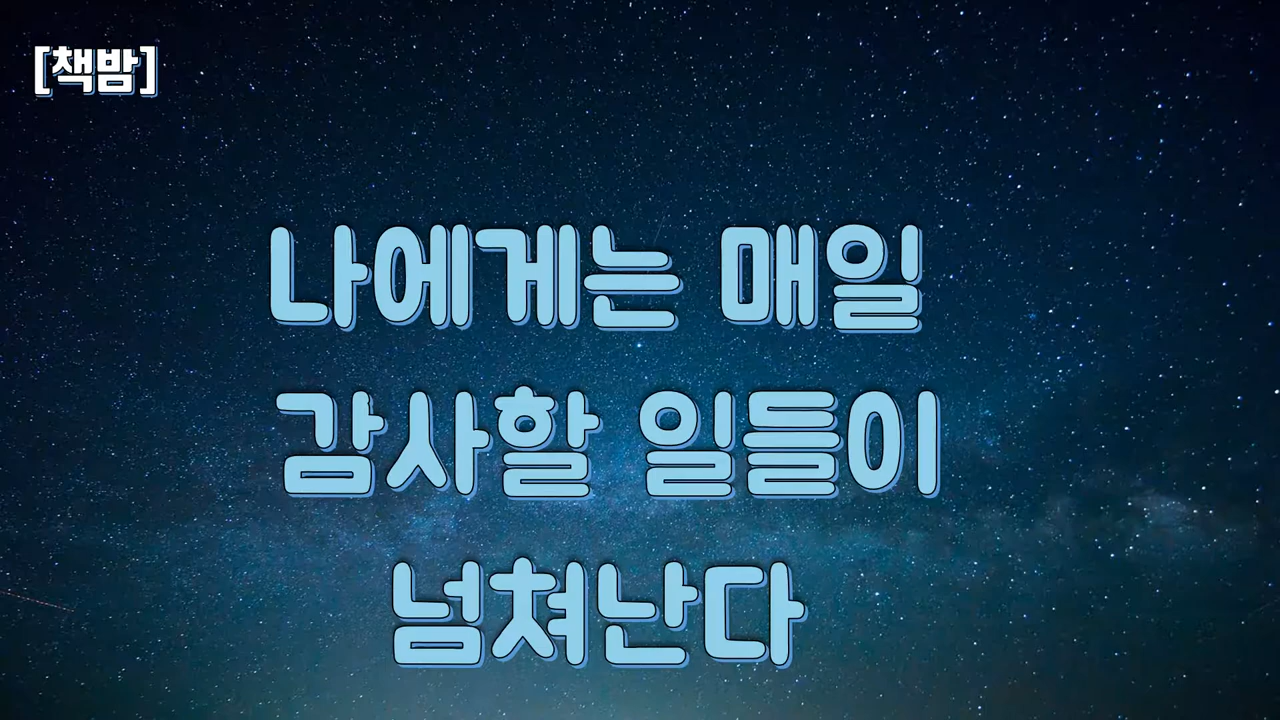 [책밤]
나에게는 매일
감사할 일들이
넘쳐난다